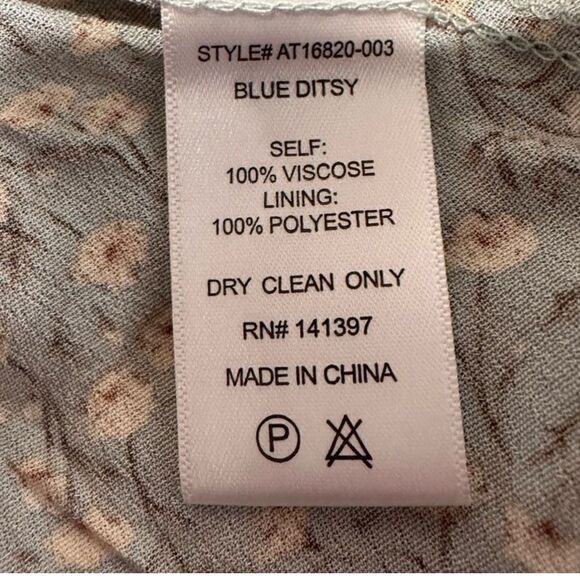 STYLE# AT16820-003
BLUE DITSY
SELF:
100% VISCOSE
LINING:
100% POLYESTER
DRY CLEAN ONLY
RN# 141397
MADE IN CHINA
P